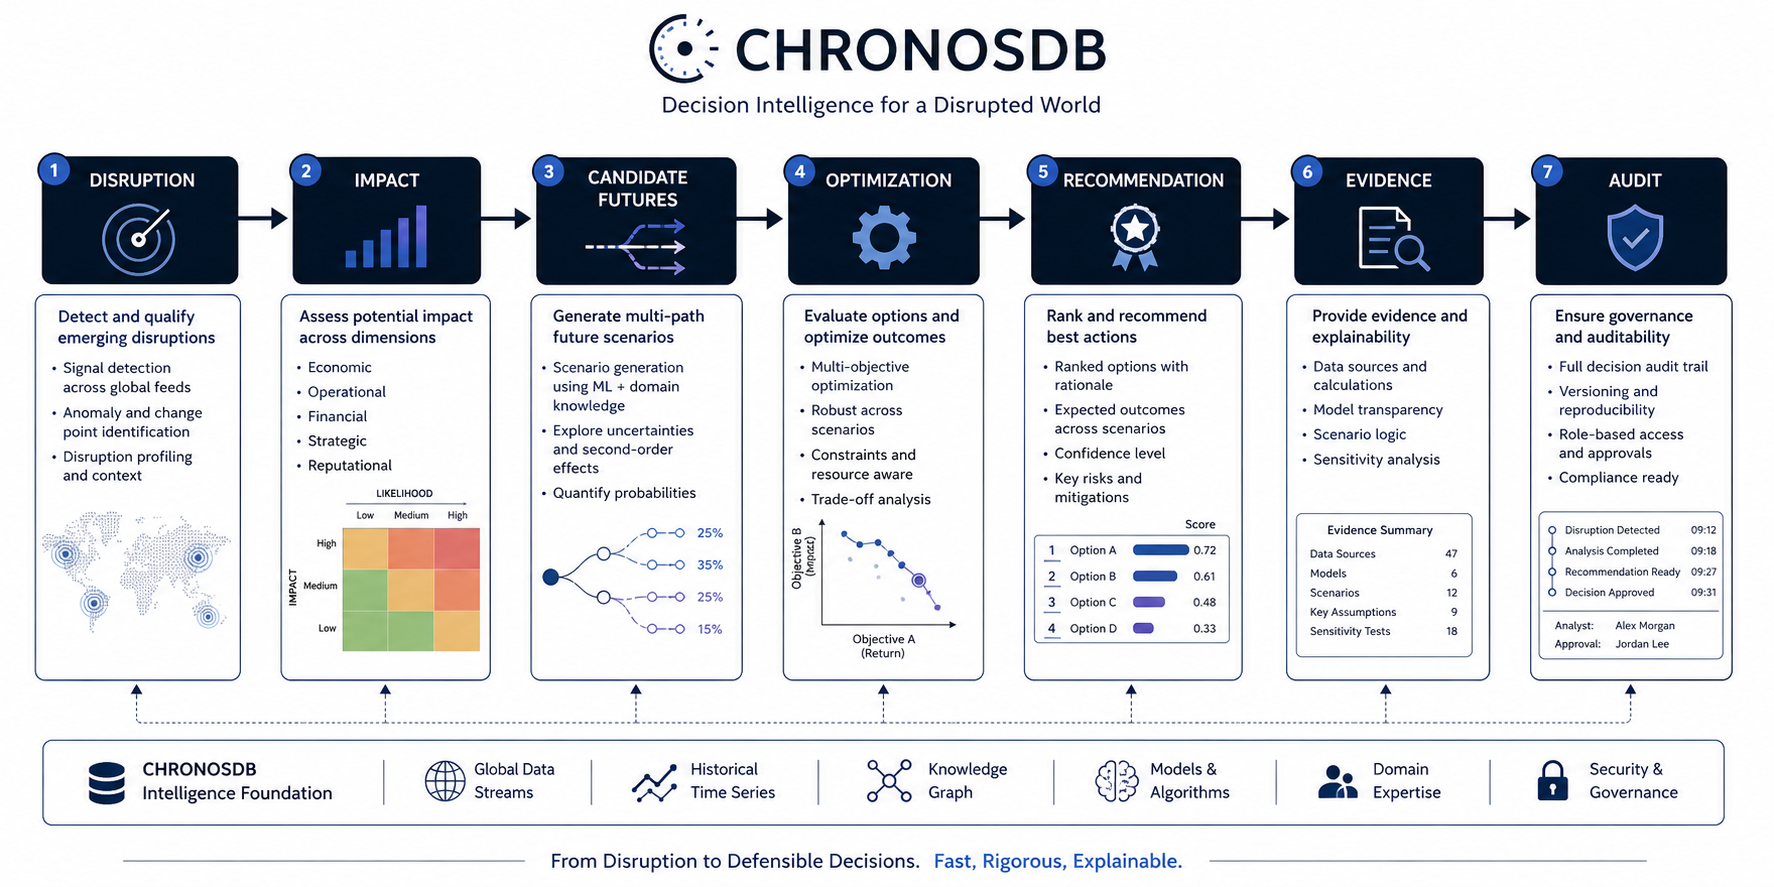 CHRONOSDB
Decision Intelligence for a Disrupted World
1
DISRUPTION
Detect and qualify
emerging disruptions
• Signal detection
across global feeds
• Anomaly and change
point identification
• Disruption profiling
and context
2
IMPACT
Assess potential impact
across dimensions
• Economic
• Operational
• Financial
• Strategic
• Reputational
LIKELIHOOD
Low Medium High
IMPACT
High
Medium
Low
3
CANDIDATE
FUTURES
Generate multi-path
future scenarios
• Scenario generation
using ML + domain
knowledge
• Explore uncertainties
and second-order
effects
• Quantify probabilities
25%
35%
25%
15%
4
OPTIMIZATION
Evaluate options and
optimize outcomes
• Multi-objective
optimization
• Robust across
scenarios
• Constraints and
resource aware
• Trade-off analysis
Objective B
(Impact)
Objective A
(Return)
5
RECOMMENDATION
Rank and recommend
best actions
• Ranked options with
rationale
• Expected outcomes
across scenarios
• Confidence level
• Key risks and
mitigations
Score
1 Option A 0.72
2 Option B 0.61
3 Option C 0.48
4 Option D 0.33
6
EVIDENCE
Provide evidence and
explainability
• Data sources and
calculations
• Model transparency
• Scenario logic
• Sensitivity analysis
Evidence Summary
Data Sources 47
Models 6
Scenarios 12
Key Assumptions 9
Sensitivity Tests 18
7
AUDIT
Ensure governance
and auditability
• Full decision audit trail
• Versioning and
reproducibility
• Role-based access
and approvals
• Compliance ready
Disruption Detected 09:12
Analysis Completed 09:18
Recommendation Ready 09:27
Decision Approved 09:31
Analyst: Alex Morgan
Approval: Jordan Lee
CHRONOSDB
Intelligence Foundation
Global Data
Streams
Historical
Time Series
Knowledge
Graph
Models &
Algorithms
Domain
Expertise
Security &
Governance
From Disruption to Defensible Decisions. Fast, Rigorous, Explainable.